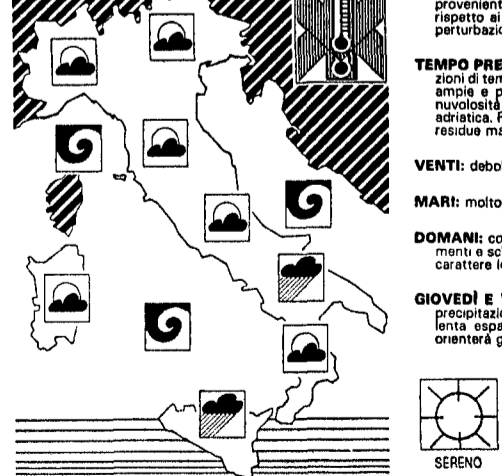 provenient
rispetto ai
perturbazio
TEMPO PRE
zioni di tem
ampie e p
nuvolosità
adriatica. P
residue ma
VENTI: debo
MARI: molto
DOMANI: co
menti e sc
carattere lo
GIOVEDÌ E V
precipitazio
lenta espa
orienterà g
SERENO